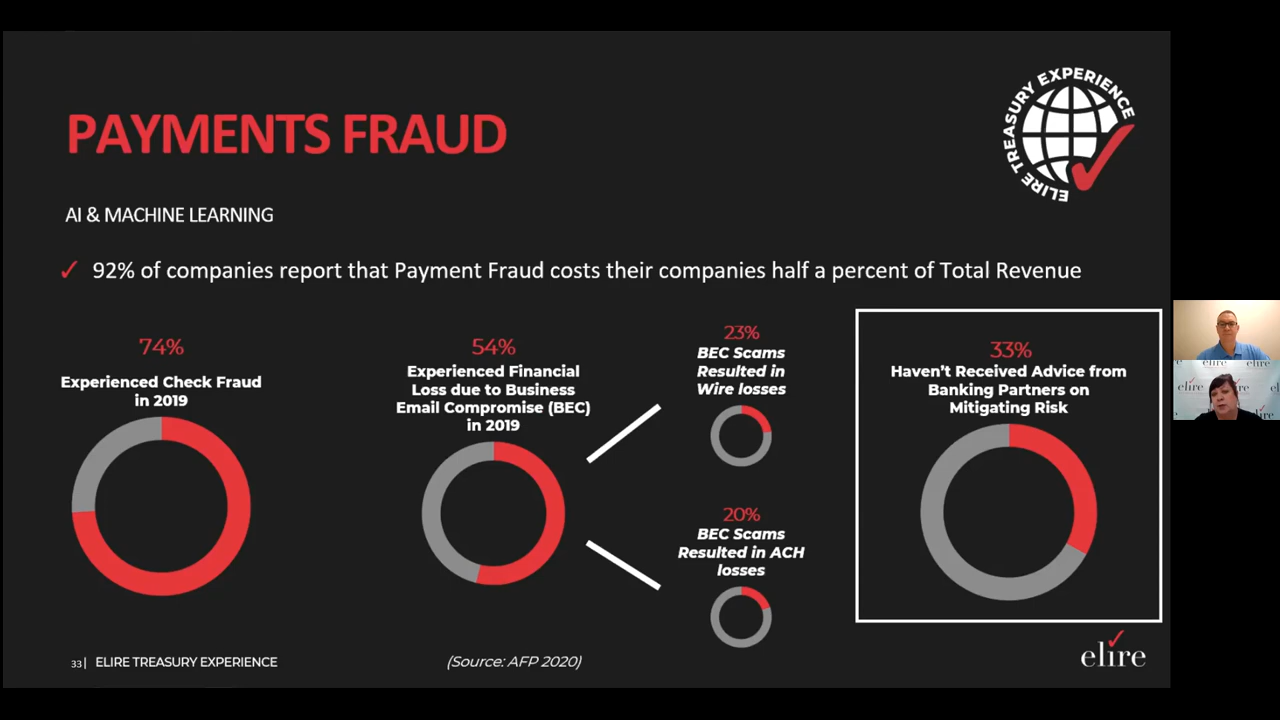 PAYMENTS FRAUD
ELIRE TREASURY EXPERIENCE
AI & MACHINE LEARNING
✓ 92% of companies report that Payment Fraud costs their companies half a percent of Total Revenue
74%
Experienced Check Fraud
in 2019
54%
Experienced Financial
Loss due to Business
Email Compromise (BEC)
in 2019
23%
BEC Scams
Resulted in
Wire losses
20%
BEC Scams
Resulted in ACH
losses
33%
Haven't Received Advice from
Banking Partners on
Mitigating Risk
33| ELIRE TREASURY EXPERIENCE
(Source: AFP 2020)
elire
elire